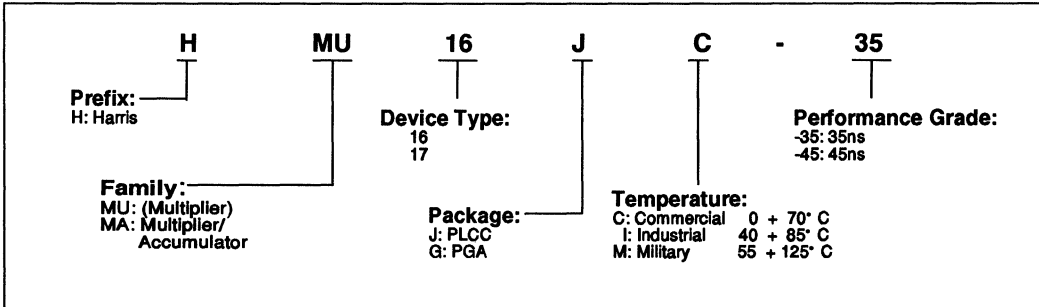 H MU 16 J C - 35
Prefix:
H: Harris
Device Type:
16
17
Performance Grade:
-35: 35ns
-45: 45ns
Family:
MU: (Multiplier)
MA: Multiplier/
Accumulator
Package:
J: PLCC
G: PGA
Temperature:
C: Commercial 0 + 70° C
I: Industrial 40 + 85° C
M: Military 55 + 125° C